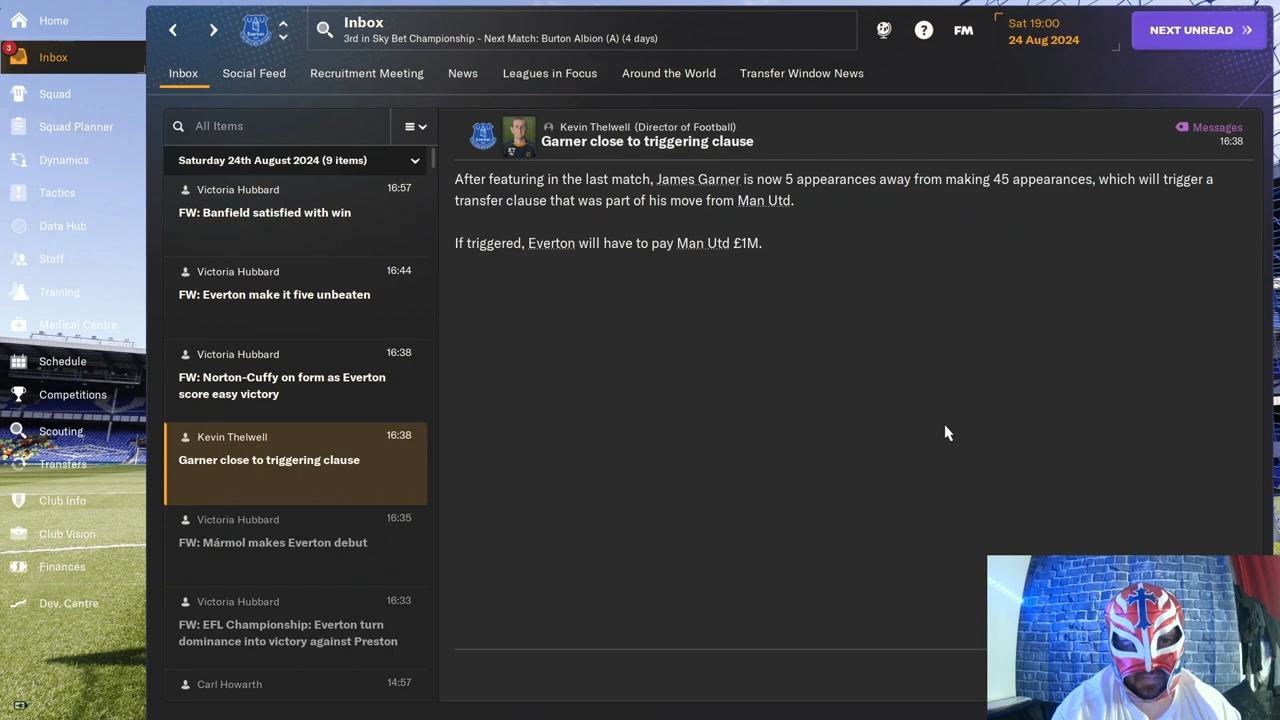 Home
3
Inbox
Squad
Squad Planner
Dynamics
Tactics
Data Hub
Staff
Training
Medical Centre
Schedule
Competitions
Scouting
Transfers
Club Info
Club Vision
Finances
Dev. Centre
Inbox
3rd in Sky Bet Championship - Next Match: Burton Albion (A) (4 days)
?
FM
Sat 19:00
24 Aug 2024
NEXT UNREAD
Inbox Social Feed Recruitment Meeting News Leagues in Focus Around the World Transfer Window News
All Items
Saturday 24th August 2024 (9 items)
Victoria Hubbard 16:57
FW: Banfield satisfied with win
Victoria Hubbard 16:44
FW: Everton make it five unbeaten
Victoria Hubbard 16:38
FW: Norton-Cuffy on form as Everton
score easy victory
Kevin Thelwell 16:38
Garner close to triggering clause
Victoria Hubbard 16:35
FW: Mármol makes Everton debut
Victoria Hubbard 16:33
FW: EFL Championship: Everton turn
dominance into victory against Preston
Carl Howarth 14:57
Kevin Thelwell (Director of Football)
Garner close to triggering clause
Messages
16:38
After featuring in the last match, James Garner is now 5 appearances away from making 45 appearances, which will trigger a
transfer clause that was part of his move from Man Utd.
If triggered, Everton will have to pay Man Utd £1M.